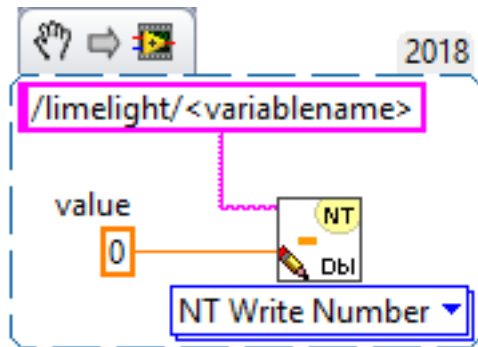 2018
/limelight/<variablename>
value
0
NT
Dbl
NT Write Number